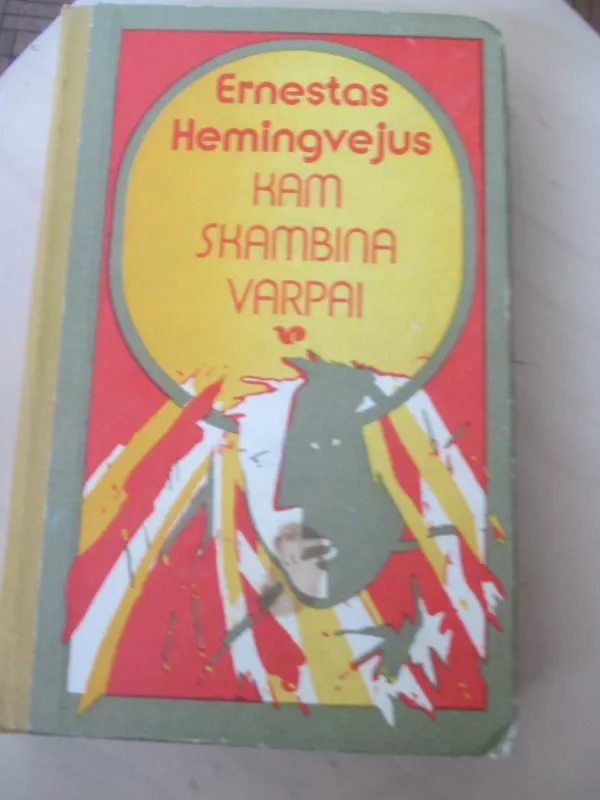 Ernestas
Hemingvejus
KAM
SKAMBINA
VARPAI